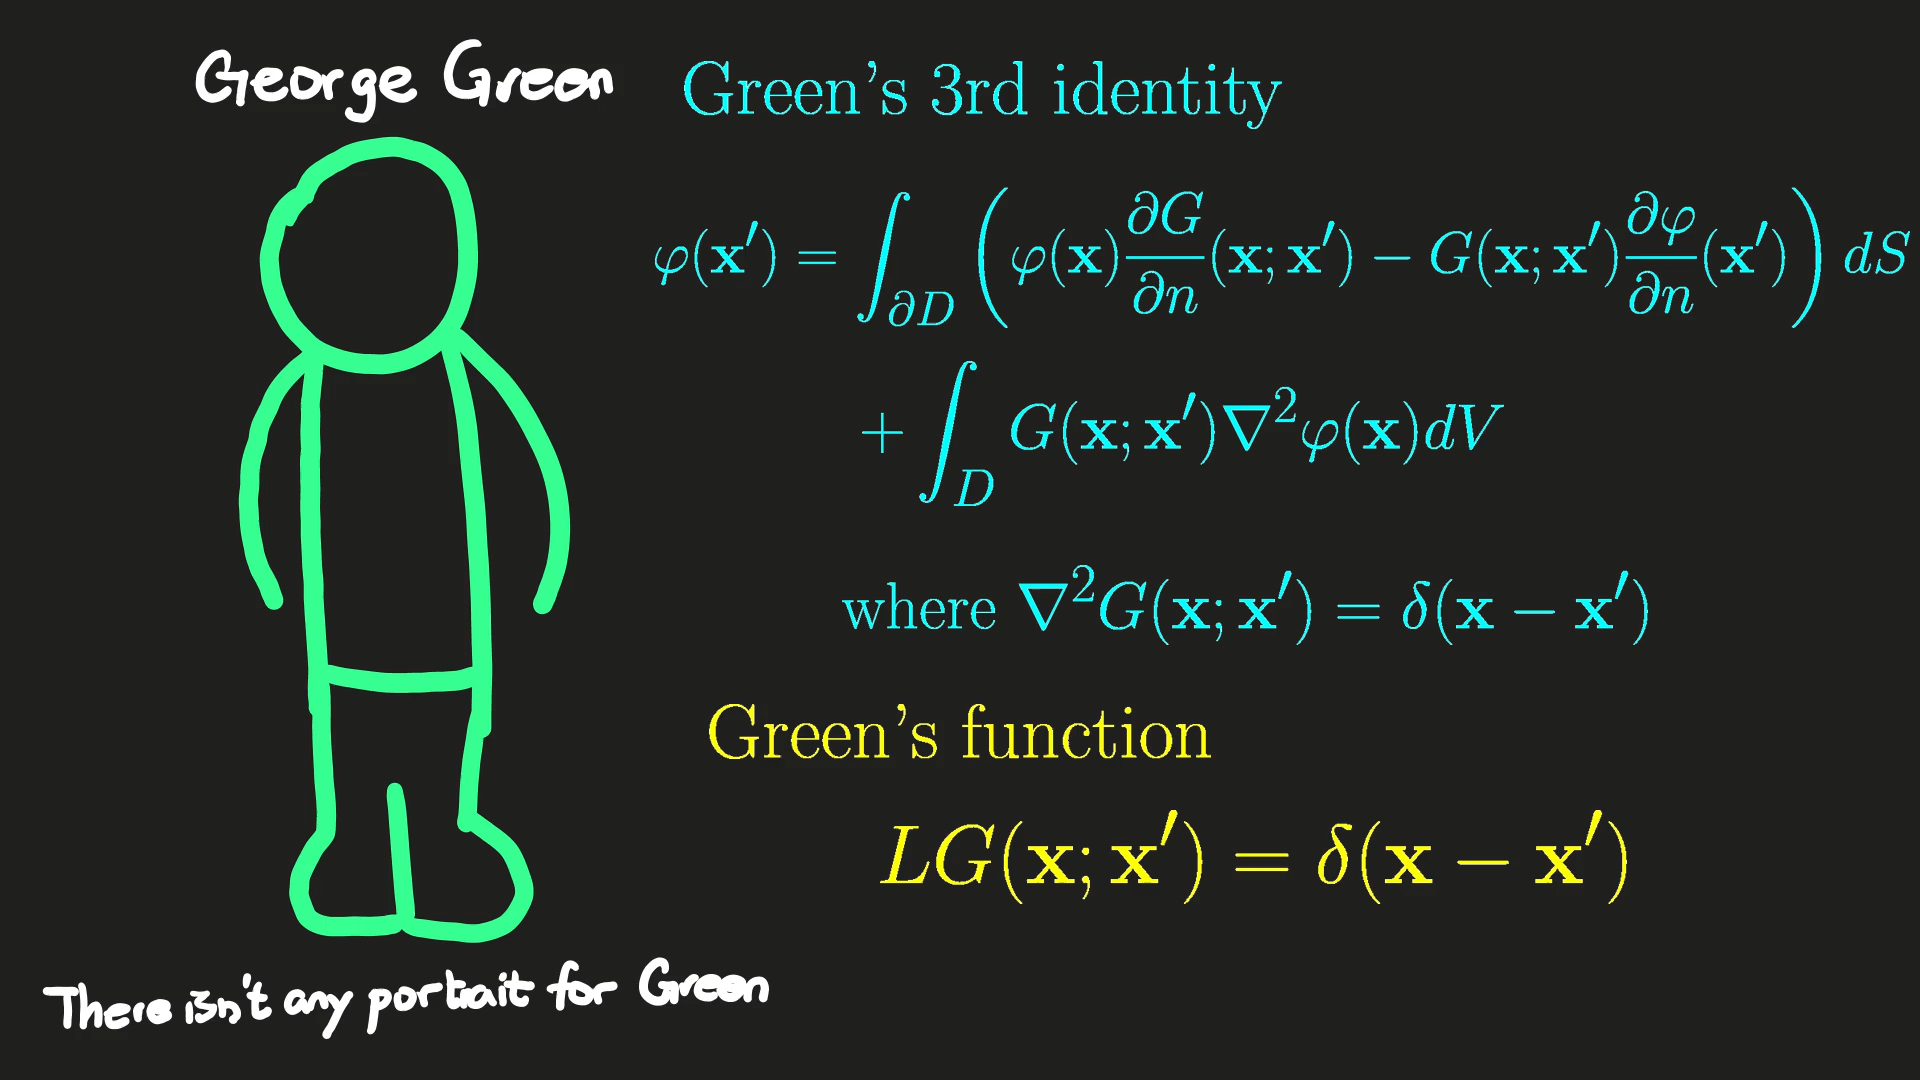 George Green
Green's 3rd identity
φ(𝐱′) = ∫_{∂D} ( φ(𝐱) ∂G/∂n (𝐱; 𝐱′) − G(𝐱; 𝐱′) ∂φ/∂n (𝐱′) ) dS
+ ∫_D G(𝐱; 𝐱′)∇²φ(𝐱)dV
where ∇²G(𝐱; 𝐱′) = δ(𝐱 − 𝐱′)
Green's function
LG(𝐱; 𝐱′) = δ(𝐱 − 𝐱′)
There isn't any portrait for Green